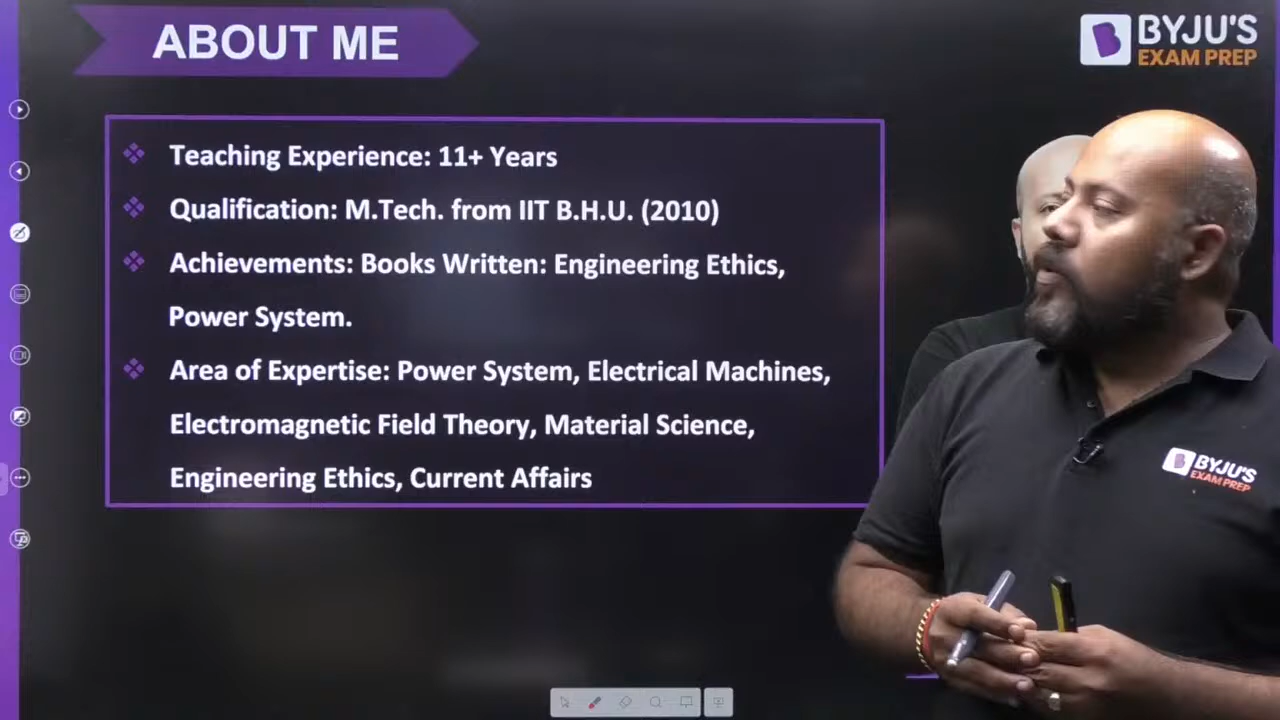 ABOUT ME
BYJU'S
EXAM PREP
Teaching Experience: 11+ Years
Qualification: M.Tech. from IIT B.H.U. (2010)
Achievements: Books Written: Engineering Ethics,
Power System.
Area of Expertise: Power System, Electrical Machines,
Electromagnetic Field Theory, Material Science,
Engineering Ethics, Current Affairs
BYJU'S
EXAM PREP